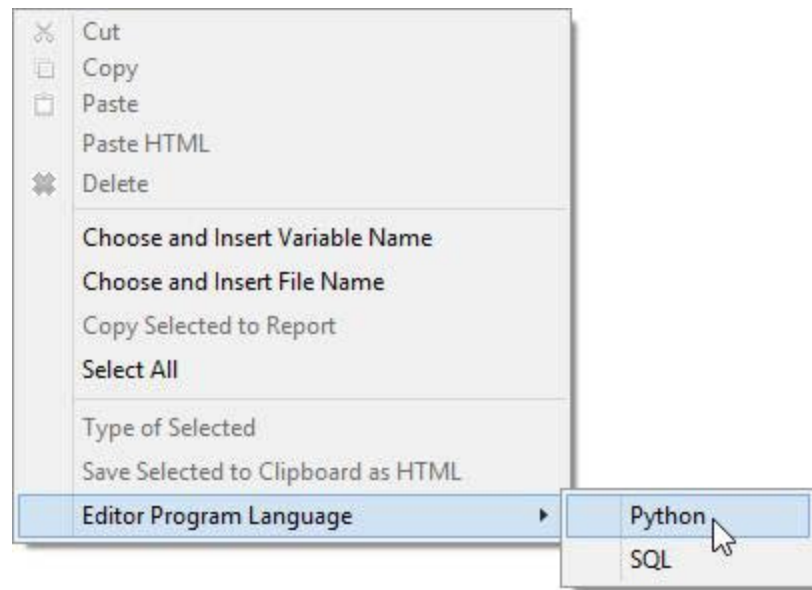 Cut
Copy
Paste
Paste HTML
Delete
Choose and Insert Variable Name
Choose and Insert File Name
Copy Selected to Report
Select All
Type of Selected
Save Selected to Clipboard as HTML
Editor Program Language
Python
SQL